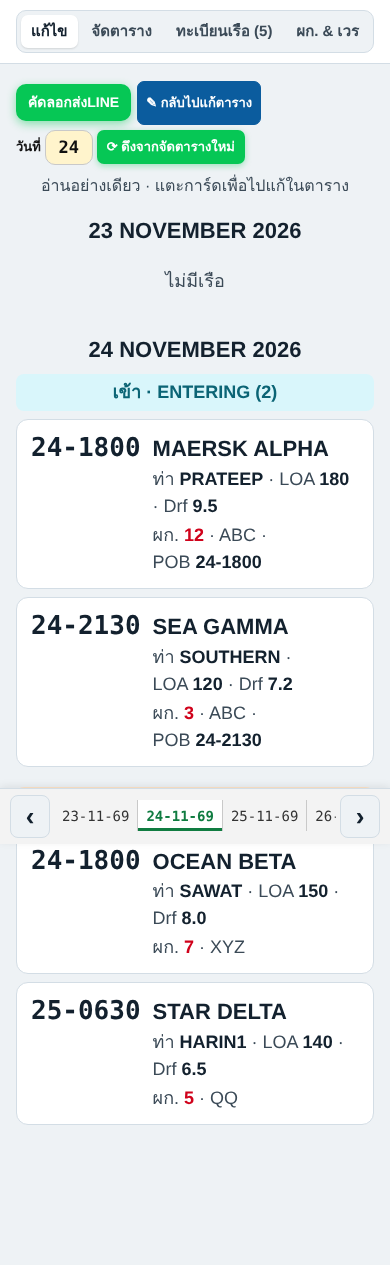 แก้ไข จัดตาราง ทะเบียนเรือ (5) ผก. & เวร
คัดลอกส่งLINE ✎ กลับไปแก้ตาราง
วันที่ 24 ⟳ ดึงจากจัดตารางใหม่
อ่านอย่างเดียว · แตะการ์ดเพื่อไปแก้ในตาราง
23 NOVEMBER 2026
ไม่มีเรือ
24 NOVEMBER 2026
เข้า · ENTERING (2)
24-1800 MAERSK ALPHA
ท่า PRATEEP · LOA 180
· Drf 9.5
ผก. 12 · ABC ·
POB 24-1800
24-2130 SEA GAMMA
ท่า SOUTHERN ·
LOA 120 · Drf 7.2
ผก. 3 · ABC ·
POB 24-2130
‹ 23-11-69 24-11-69 25-11-69 26- ›
24-1800 OCEAN BETA
ท่า SAWAT · LOA 150 ·
Drf 8.0
ผก. 7 · XYZ
25-0630 STAR DELTA
ท่า HARIN1 · LOA 140 ·
Drf 6.5
ผก. 5 · QQ